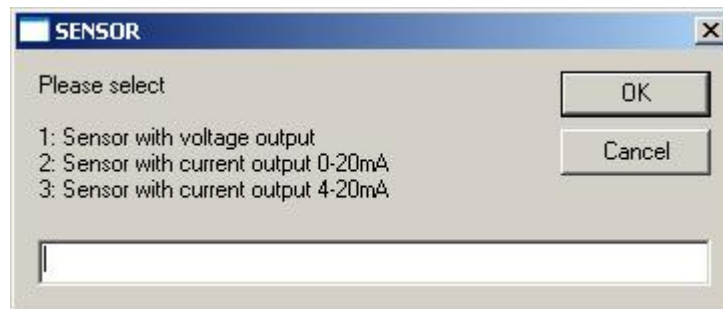 SENSOR
Please select
OK
1: Sensor with voltage output
2: Sensor with current output 0-20mA
3: Sensor with current output 4-20mA
Cancel